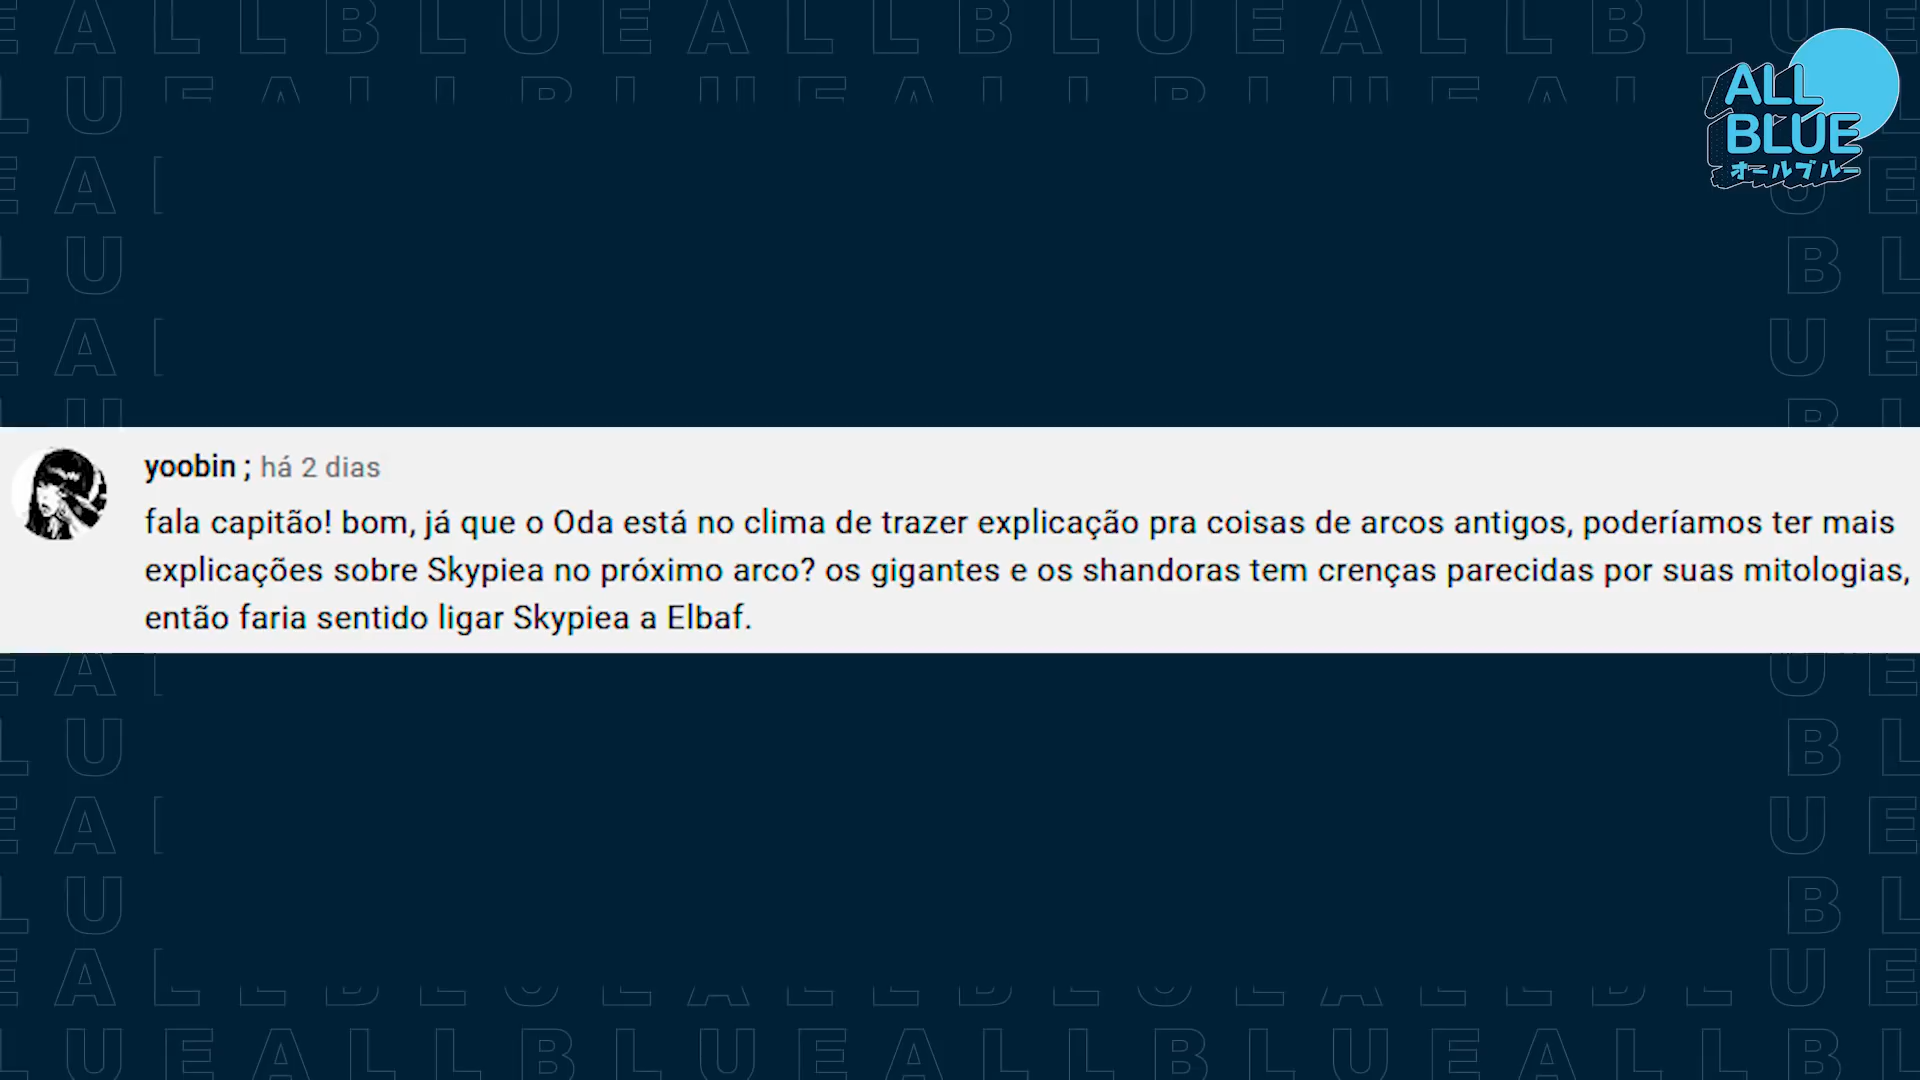 ALL
BLUE
オールブルー
yoobin ; há 2 dias
fala capitão! bom, já que o Oda está no clima de trazer explicação pra coisas de arcos antigos, poderíamos ter mais
explicações sobre Skypiea no próximo arco? os gigantes e os shandoras tem crenças parecidas por suas mitologias,
então faria sentido ligar Skypiea a Elbaf.